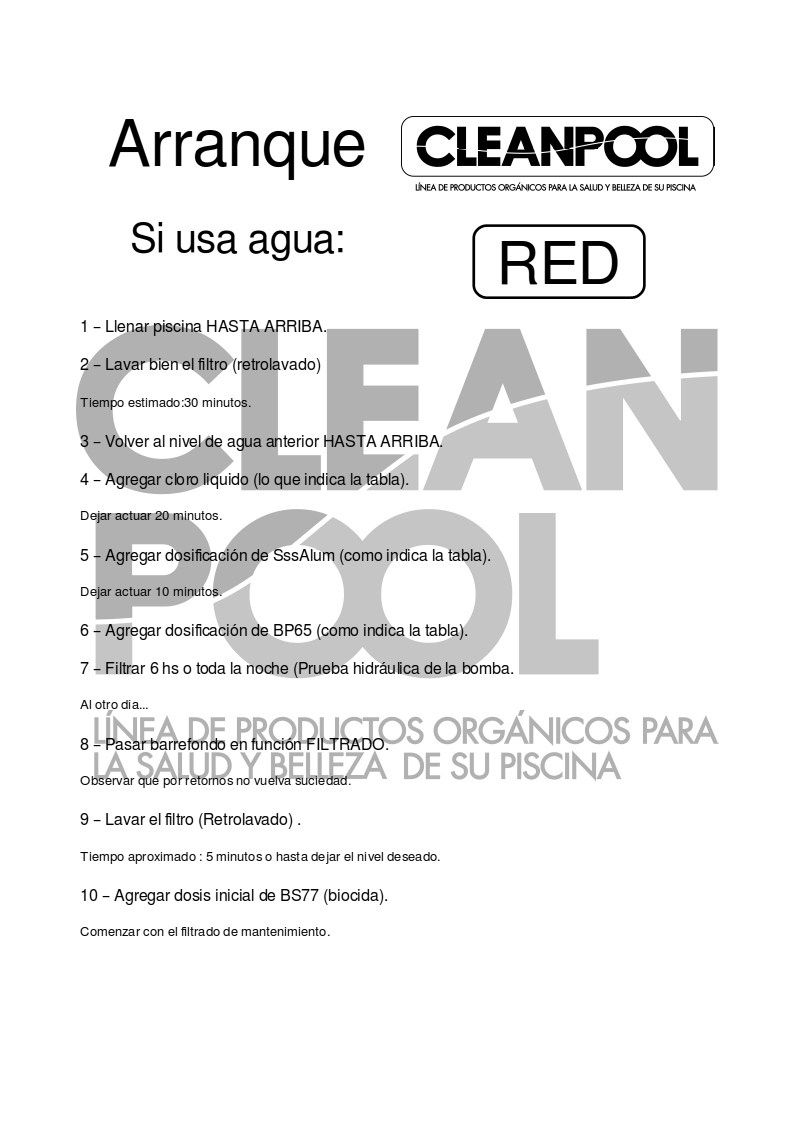 Arranque
CLEANPOOL
LÍNEA DE PRODUCTOS ORGÁNICOS PARA LA SALUD Y BELLEZA DE SU PISCINA
Si usa agua:
RED
1 – Llenar piscina HASTA ARRIBA.
2 – Lavar bien el filtro (retrolavado)
Tiempo estimado:30 minutos.
3 – Volver al nivel de agua anterior HASTA ARRIBA.
4 – Agregar cloro liquido (lo que indica la tabla).
Dejar actuar 20 minutos.
5 – Agregar dosificación de SssAlum (como indica la tabla).
Dejar actuar 10 minutos.
6 – Agregar dosificación de BP65 (como indica la tabla).
7 – Filtrar 6 hs o toda la noche (Prueba hidráulica de la bomba.
Al otro dia...
8 – Pasar barrefondo en función FILTRADO.
Observar que por retornos no vuelva suciedad.
9 – Lavar el filtro (Retrolavado) .
Tiempo aproximado : 5 minutos o hasta dejar el nivel deseado.
10 – Agregar dosis inicial de BS77 (biocida).
Comenzar con el filtrado de mantenimiento.
CLEAN
POOL
LÍNEA DE PRODUCTOS ORGÁNICOS PARA
LA SALUD Y BELLEZA DE SU PISCINA